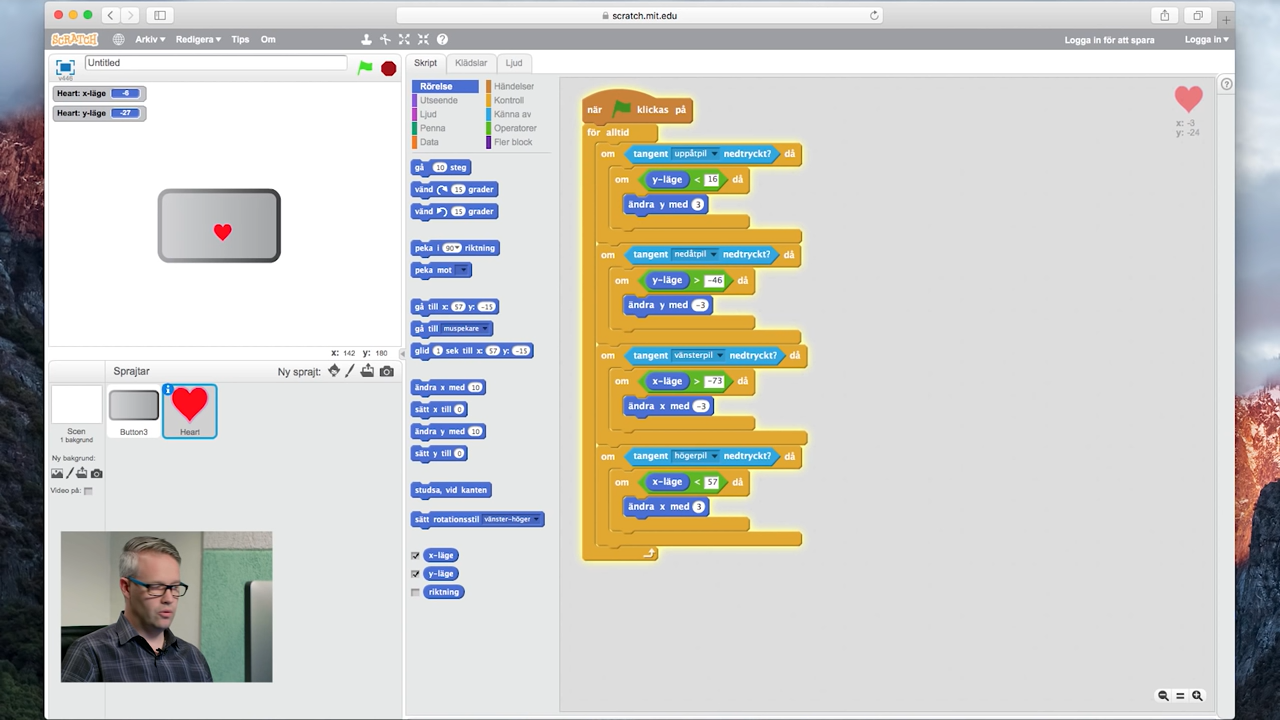 scratch.mit.edu
SCRATCH Arkiv Redigera Tips Om Logga in för att spara Logga in
Untitled
v446
Heart: x-läge -6
Heart: y-läge -27
x: 142 y: 180
Sprajtar Ny sprajt:
Scen
1 bakgrund
Ny bakgrund:
Video på:
Button3
Heart
Skript Klädslar Ljud
Rörelse Händelser
Utseende Kontroll
Ljud Känna av
Penna Operatorer
Data Fler block
gå 10 steg
vänd 15 grader
vänd 15 grader
peka i 90 riktning
peka mot
gå till x: 57 y: -15
gå till muspekare
glid 1 sek till x: 57 y: -15
ändra x med 10
sätt x till 0
ändra y med 10
sätt y till 0
studsa, vid kanten
sätt rotationsstil vänster-höger
x-läge
y-läge
riktning
när klickas på
för alltid
om tangent uppåtpil nedtryckt? då
om y-läge < 16 då
ändra y med 3
om tangent nedåtpil nedtryckt? då
om y-läge > -46 då
ändra y med -3
om tangent vänsterpil nedtryckt? då
om x-läge > -73 då
ändra x med -3
om tangent högerpil nedtryckt? då
om x-läge < 57 då
ändra x med 3
x: -3
y: -24